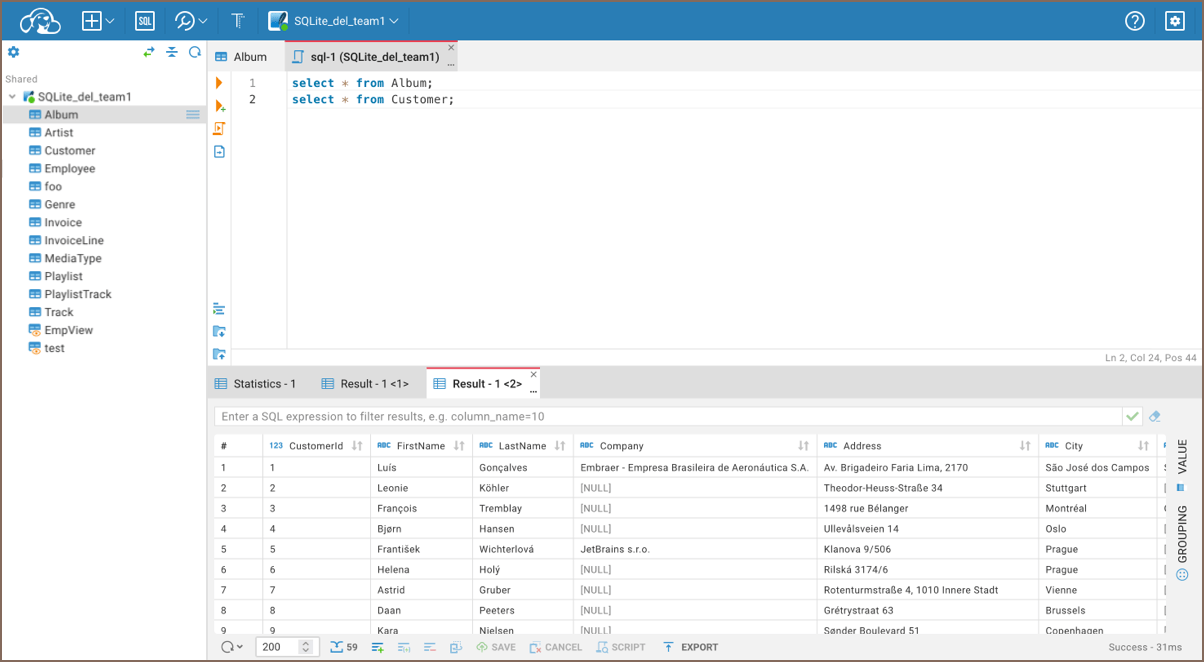 SQL SQLite_del_team1
Album sql-1 (SQLite_del_team1)
Shared
SQLite_del_team1
Album
Artist
Customer
Employee
foo
Genre
Invoice
InvoiceLine
MediaType
Playlist
PlaylistTrack
Track
EmpView
test
1 select * from Album;
2 select * from Customer;
Ln 2, Col 24, Pos 44
Statistics - 1 Result - 1 <1> Result - 1 <2>
Enter a SQL expression to filter results, e.g. column_name=10
# 123 CustomerId ABC FirstName ABC LastName ABC Company ABC Address ABC City
1 1 Luís Gonçalves Embraer - Empresa Brasileira de Aeronáutica S.A. Av. Brigadeiro Faria Lima, 2170 São José dos Campos
2 2 Leonie Köhler [NULL] Theodor-Heuss-Straße 34 Stuttgart
3 3 François Tremblay [NULL] 1498 rue Bélanger Montréal
4 4 Bjørn Hansen [NULL] Ullevålsveien 14 Oslo
5 5 František Wichterlová JetBrains s.r.o. Klanova 9/506 Prague
6 6 Helena Holý [NULL] Rilská 3174/6 Prague
7 7 Astrid Gruber [NULL] Rotenturmstraße 4, 1010 Innere Stadt Vienne
8 8 Daan Peeters [NULL] Grétrystraat 63 Brussels
9 9 Kara Nielsen [NULL] Sønder Boulevard 51 Copenhagen
VALUE
GROUPING
200 59 SAVE CANCEL SCRIPT EXPORT Success - 31ms